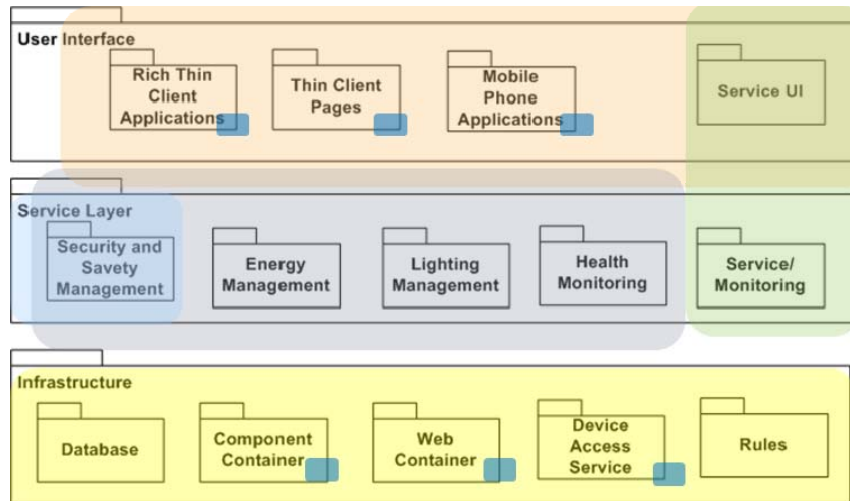 User Interface
Rich Thin
Client
Applications
Thin Client
Pages
Mobile
Phone
Applications
Service UI
Service Layer
Security and
Savety
Management
Energy
Management
Lighting
Management
Health
Monitoring
Service/
Monitoring
Infrastructure
Database
Component
Container
Web
Container
Device
Access
Service
Rules